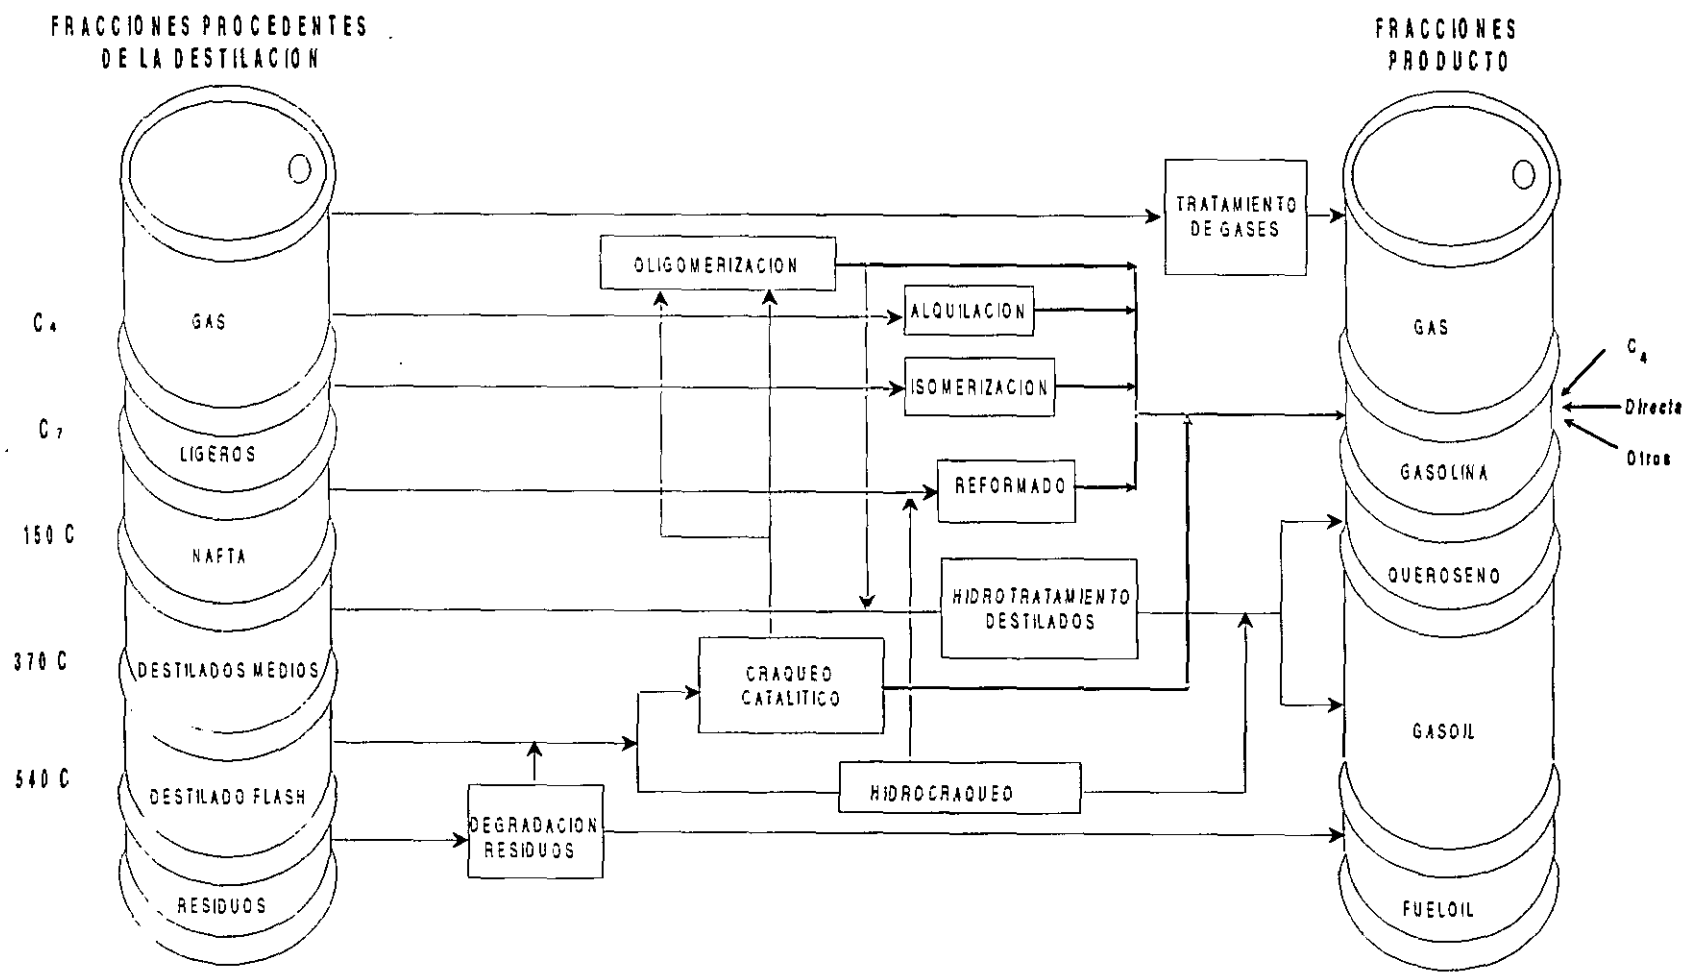 FRACCIONES PROCEDENTES
DE LA DESTILACION
FRACCIONES
PRODUCTO
TRATAMIENTO
DE GASES
OLIGOMERIZACION
ALQUILACION
C4
GAS
GAS
C4
ISOMERIZACION
Directa
C7
LIGEROS
Otros
GASOLINA
REFORMADO
150 C
NAFTA
QUEROSENO
HIDROTRATAMIENTO
DESTILADOS
370 C
DESTILADOS MEDIOS
CRAQUEO
CATALITICO
GASOIL
540 C
DESTILADO FLASH
HIDROCRAQUEO
DEGRADACION
RESIDUOS
RESIDUOS
FUELOIL